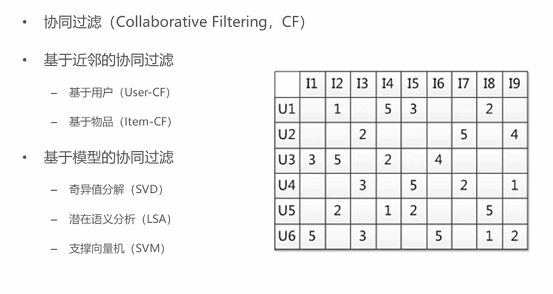 • 协同过滤（Collaborative Filtering，CF）
• 基于近邻的协同过滤
– 基于用户（User-CF）
– 基于物品（Item-CF）
• 基于模型的协同过滤
– 奇异值分解（SVD）
– 潜在语义分析（LSA）
– 支撑向量机（SVM）
I1 I2 I3 I4 I5 I6 I7 I8 I9
U1 1 5 3 2
U2 2 5 4
U3 3 5 2 4
U4 3 5 2 1
U5 2 1 2 5
U6 5 3 5 1 2